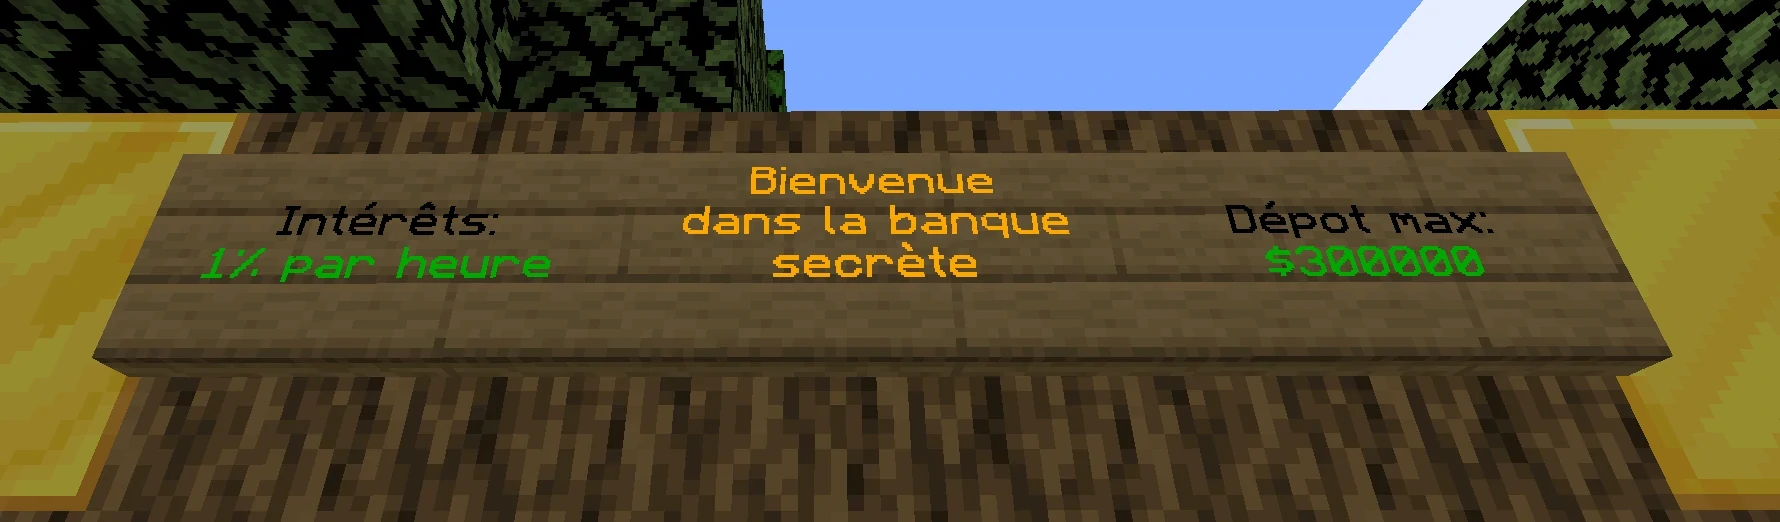 Intérêts:
1% par heure
Bienvenue
dans la banque
secrète
Dépot max:
$300000